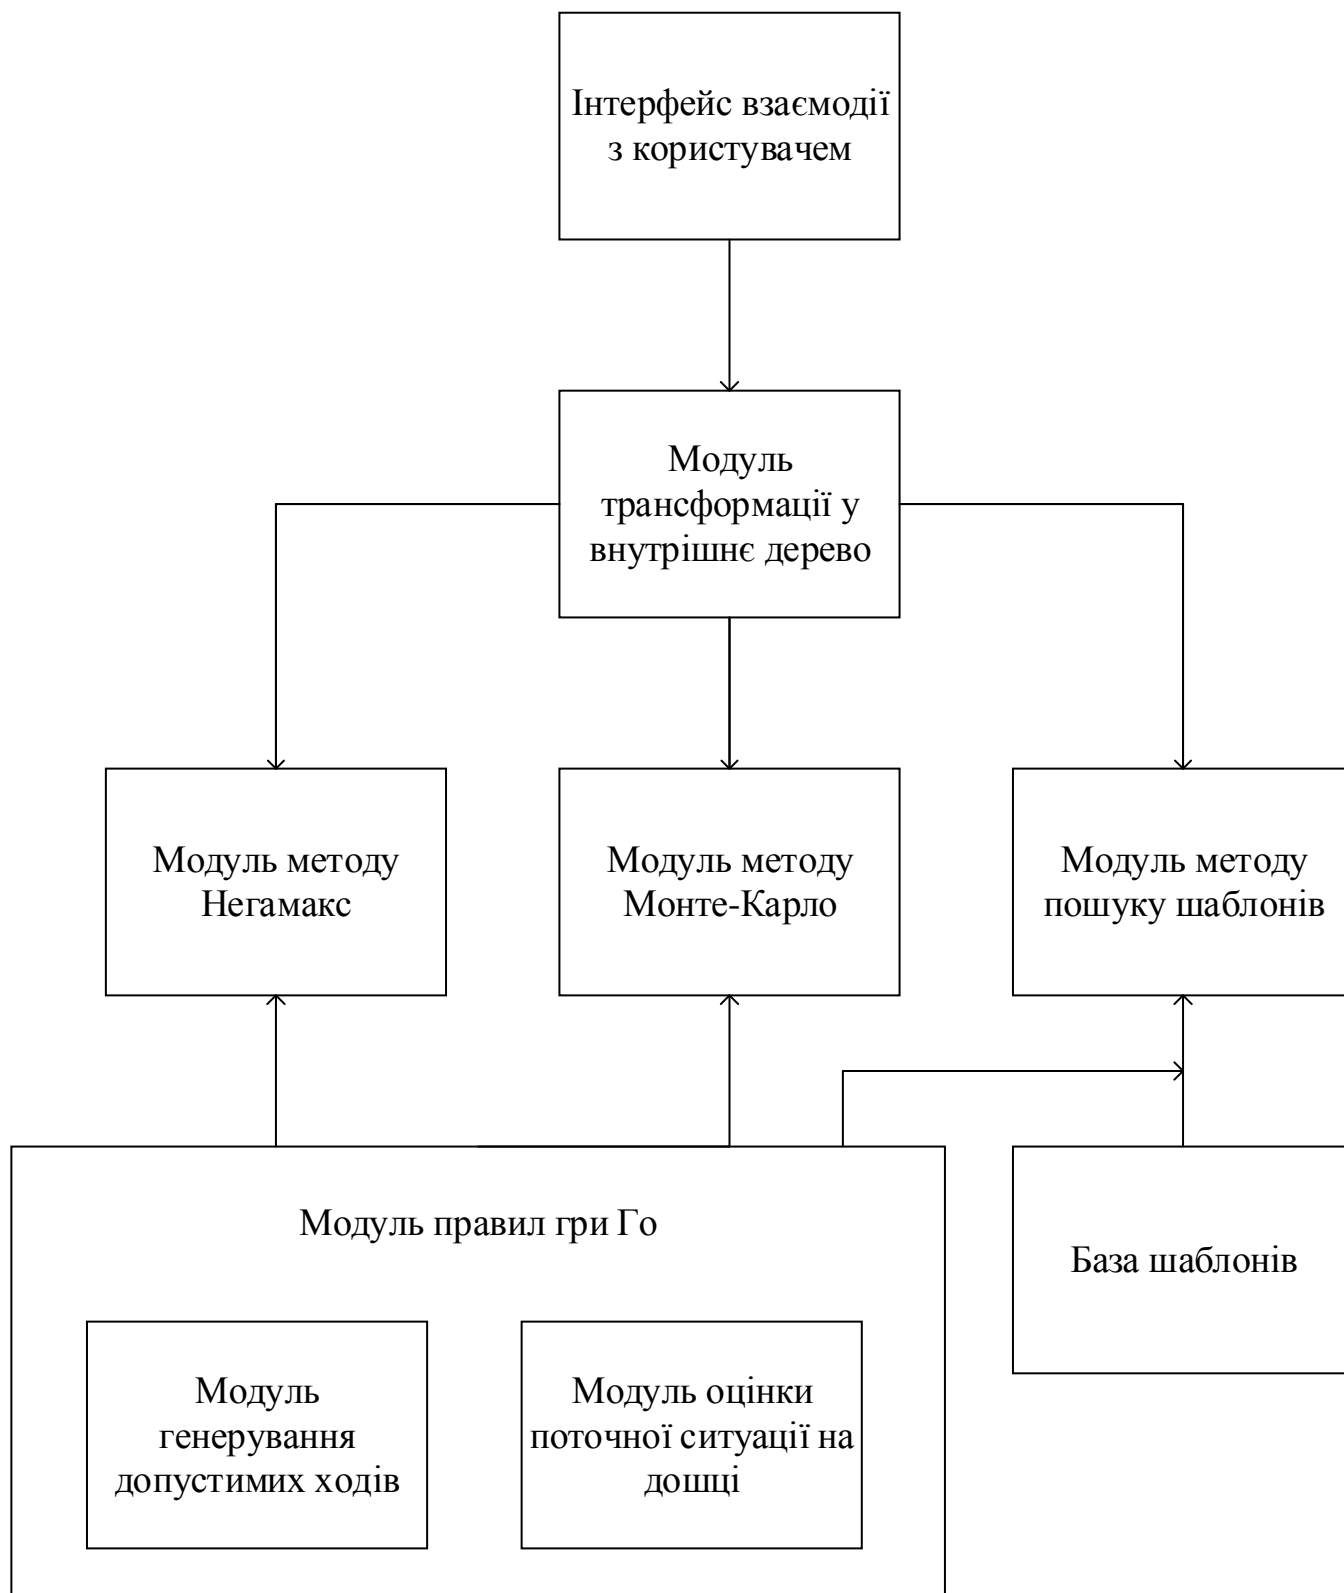 Інтерфейс взаємодії
з користувачем
Модуль
трансформації у
внутрішнє дерево
Модуль методу
Негамакс
Модуль методу
Монте-Карло
Модуль методу
пошуку шаблонів
Модуль правил гри Го
База шаблонів
Модуль
генерування
допустимих ходів
Модуль оцінки
поточної ситуації на
дошці